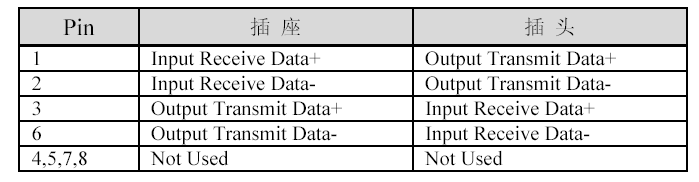 Pin 插 座 插 头
1 Input Receive Data+ Output Transmit Data+
2 Input Receive Data- Output Transmit Data-
3 Output Transmit Data+ Input Receive Data+
6 Output Transmit Data- Input Receive Data-
4,5,7,8 Not Used Not Used